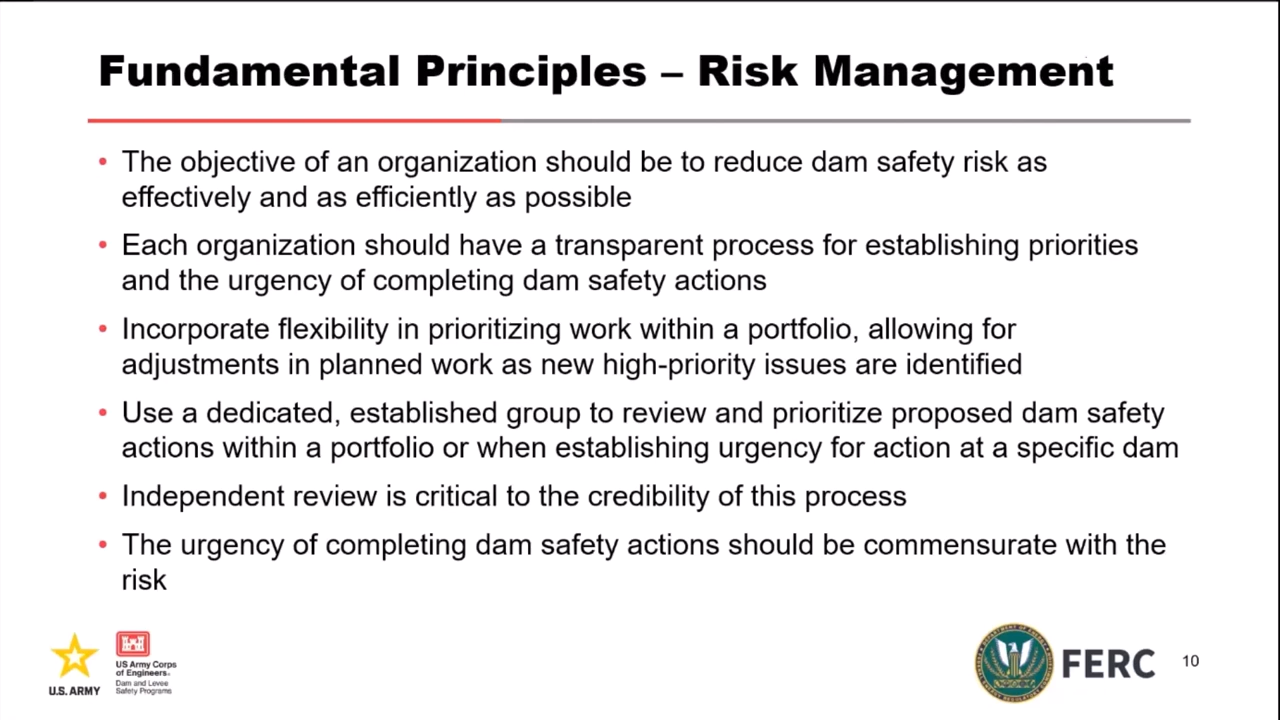 Fundamental Principles – Risk Management
• The objective of an organization should be to reduce dam safety risk as
effectively and as efficiently as possible
• Each organization should have a transparent process for establishing priorities
and the urgency of completing dam safety actions
• Incorporate flexibility in prioritizing work within a portfolio, allowing for
adjustments in planned work as new high-priority issues are identified
• Use a dedicated, established group to review and prioritize proposed dam safety
actions within a portfolio or when establishing urgency for action at a specific dam
• Independent review is critical to the credibility of this process
• The urgency of completing dam safety actions should be commensurate with the
risk
U.S. ARMY
US Army Corps
of Engineers®
Dam and Levee
Safety Programs
FERC
10